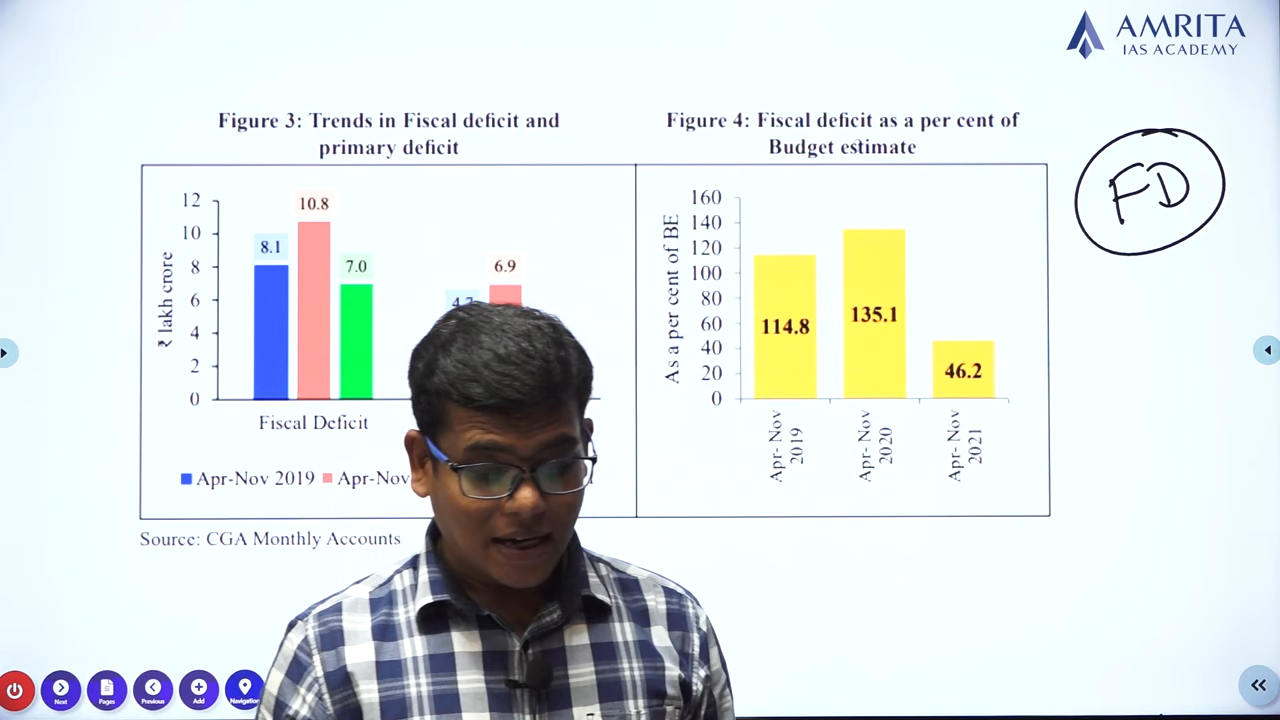 AMRITA
IAS ACADEMY
Figure 3: Trends in Fiscal deficit and
primary deficit
₹ lakh crore
12
10
8
6
4
2
0
8.1
10.8
7.0
6.9
Fiscal Deficit
Apr-Nov 2019 Apr-Nov
Figure 4: Fiscal deficit as a per cent of
Budget estimate
As a per cent of BE
160
140
120
100
80
60
40
20
0
114.8
135.1
46.2
Apr- Nov
2019
Apr- Nov
2020
Apr- Nov
2021
FD
Source: CGA Monthly Accounts
Next
Pages
Previous
Add
Navigation